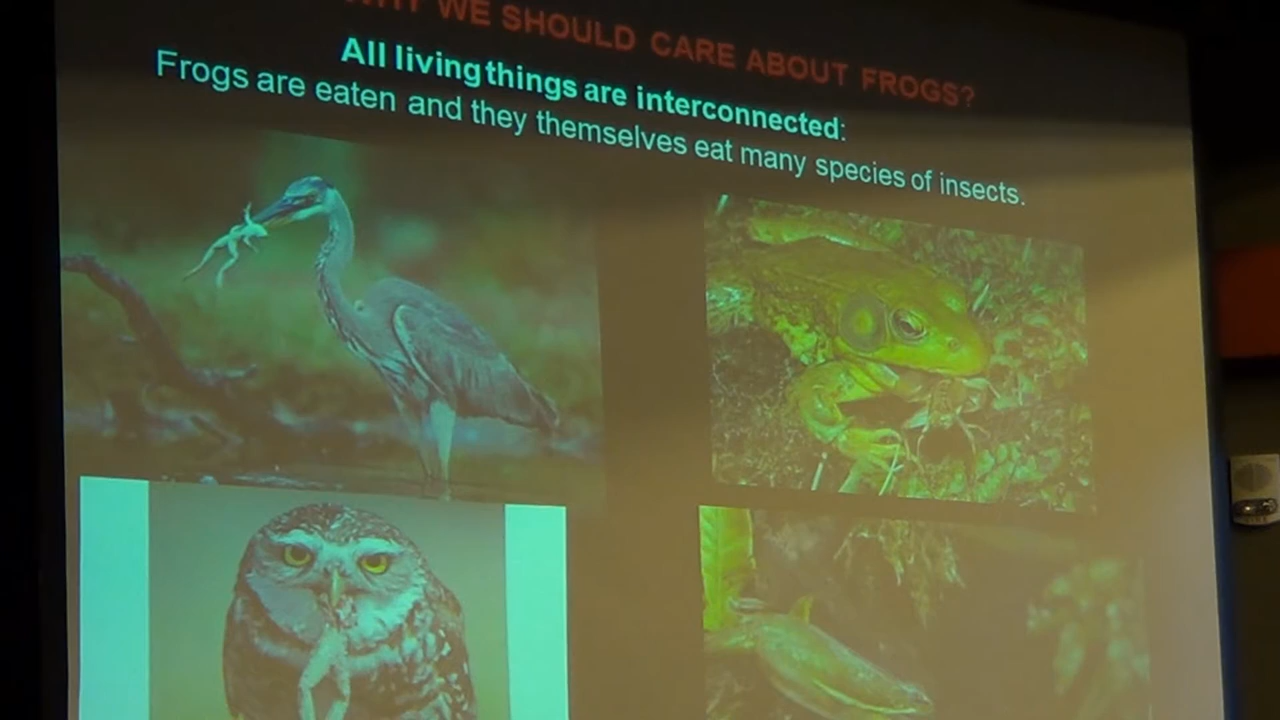 WHY WE SHOULD CARE ABOUT FROGS?
All living things are interconnected:
Frogs are eaten and they themselves eat many species of insects.